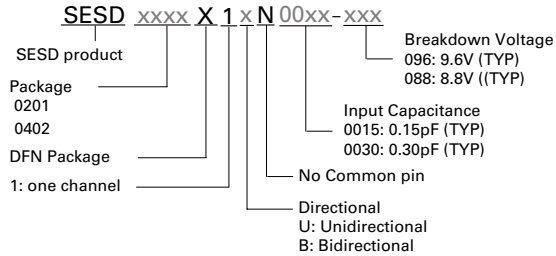 SESD xxxx X 1 x N 00xx-xxx
SESD product
Package
0201
0402
DFN Package
1: one channel
Breakdown Voltage
096: 9.6V (TYP)
088: 8.8V ((TYP)
Input Capacitance
0015: 0.15pF (TYP)
0030: 0.30pF (TYP)
No Common pin
Directional
U: Unidirectional
B: Bidirectional